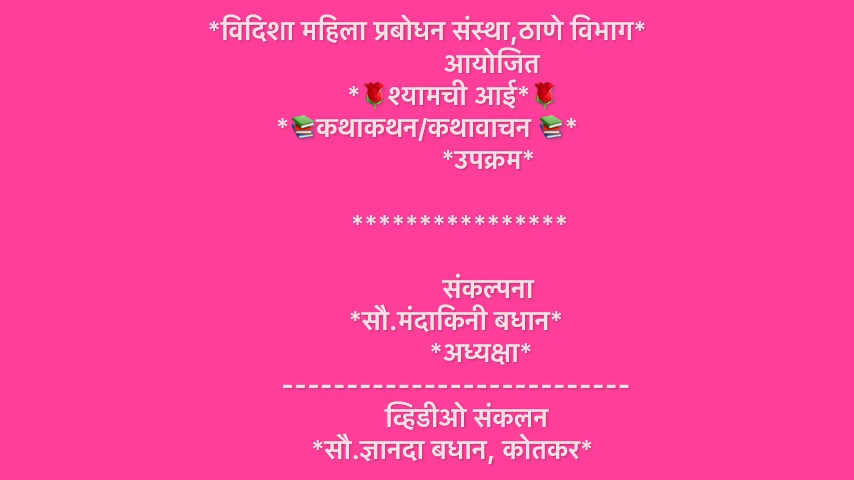 *विदिशा महिला प्रबोधन संस्था,ठाणे विभाग*
आयोजित
*🌹श्यामची आई*🌹
*📚कथाकथन/कथावाचन 📚*
*उपक्रम*
****************
संकल्पना
*सौ.मंदाकिनी बधान*
*अध्यक्षा*
---------------------------
व्हिडीओ संकलन
*सौ.ज्ञानदा बधान, कोतकर*